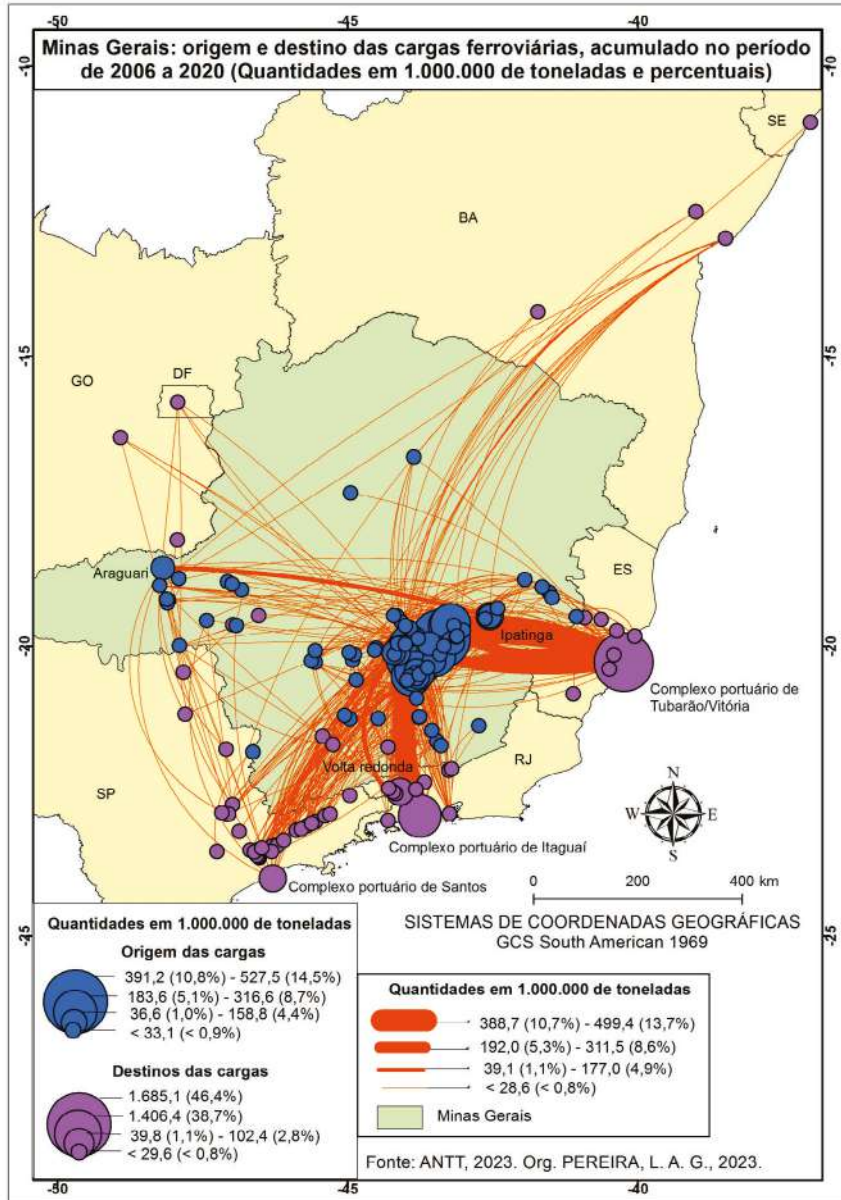 -50 -45 -40
Minas Gerais: origem e destino das cargas ferroviárias, acumulado no período
de 2006 a 2020 (Quantidades em 1.000.000 de toneladas e percentuais)
-10 -10
SE
BA
-15 -15
GO
DF
ES
Araguari
Ipatinga
-20 -20
Complexo portuário de
Tubarão/Vitória
Volta redonda
RJ
SP
N
W E
S
Complexo portuário de Itaguaí
Complexo portuário de Santos
0 200 400 km
SISTEMAS DE COORDENADAS GEOGRÁFICAS
GCS South American 1969
-25 -25
Quantidades em 1.000.000 de toneladas
Origem das cargas
391,2 (10,8%) - 527,5 (14,5%)
183,6 (5,1%) - 316,6 (8,7%)
36,6 (1,0%) - 158,8 (4,4%)
< 33,1 (< 0,9%)
Destinos das cargas
1.685,1 (46,4%)
1.406,4 (38,7%)
39,8 (1,1%) - 102,4 (2,8%)
< 29,6 (< 0,8%)
Quantidades em 1.000.000 de toneladas
388,7 (10,7%) - 499,4 (13,7%)
192,0 (5,3%) - 311,5 (8,6%)
39,1 (1,1%) - 177,0 (4,9%)
< 28,6 (< 0,8%)
Minas Gerais
Fonte: ANTT, 2023. Org. PEREIRA, L. A. G., 2023.
-50 -45 -40